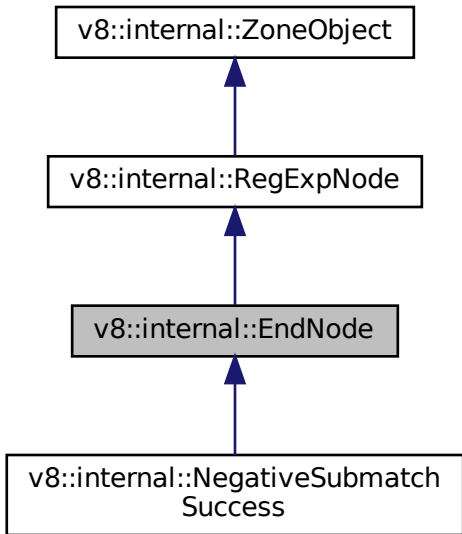 v8::internal::ZoneObject
v8::internal::RegExpNode
v8::internal::EndNode
v8::internal::NegativeSubmatch
Success